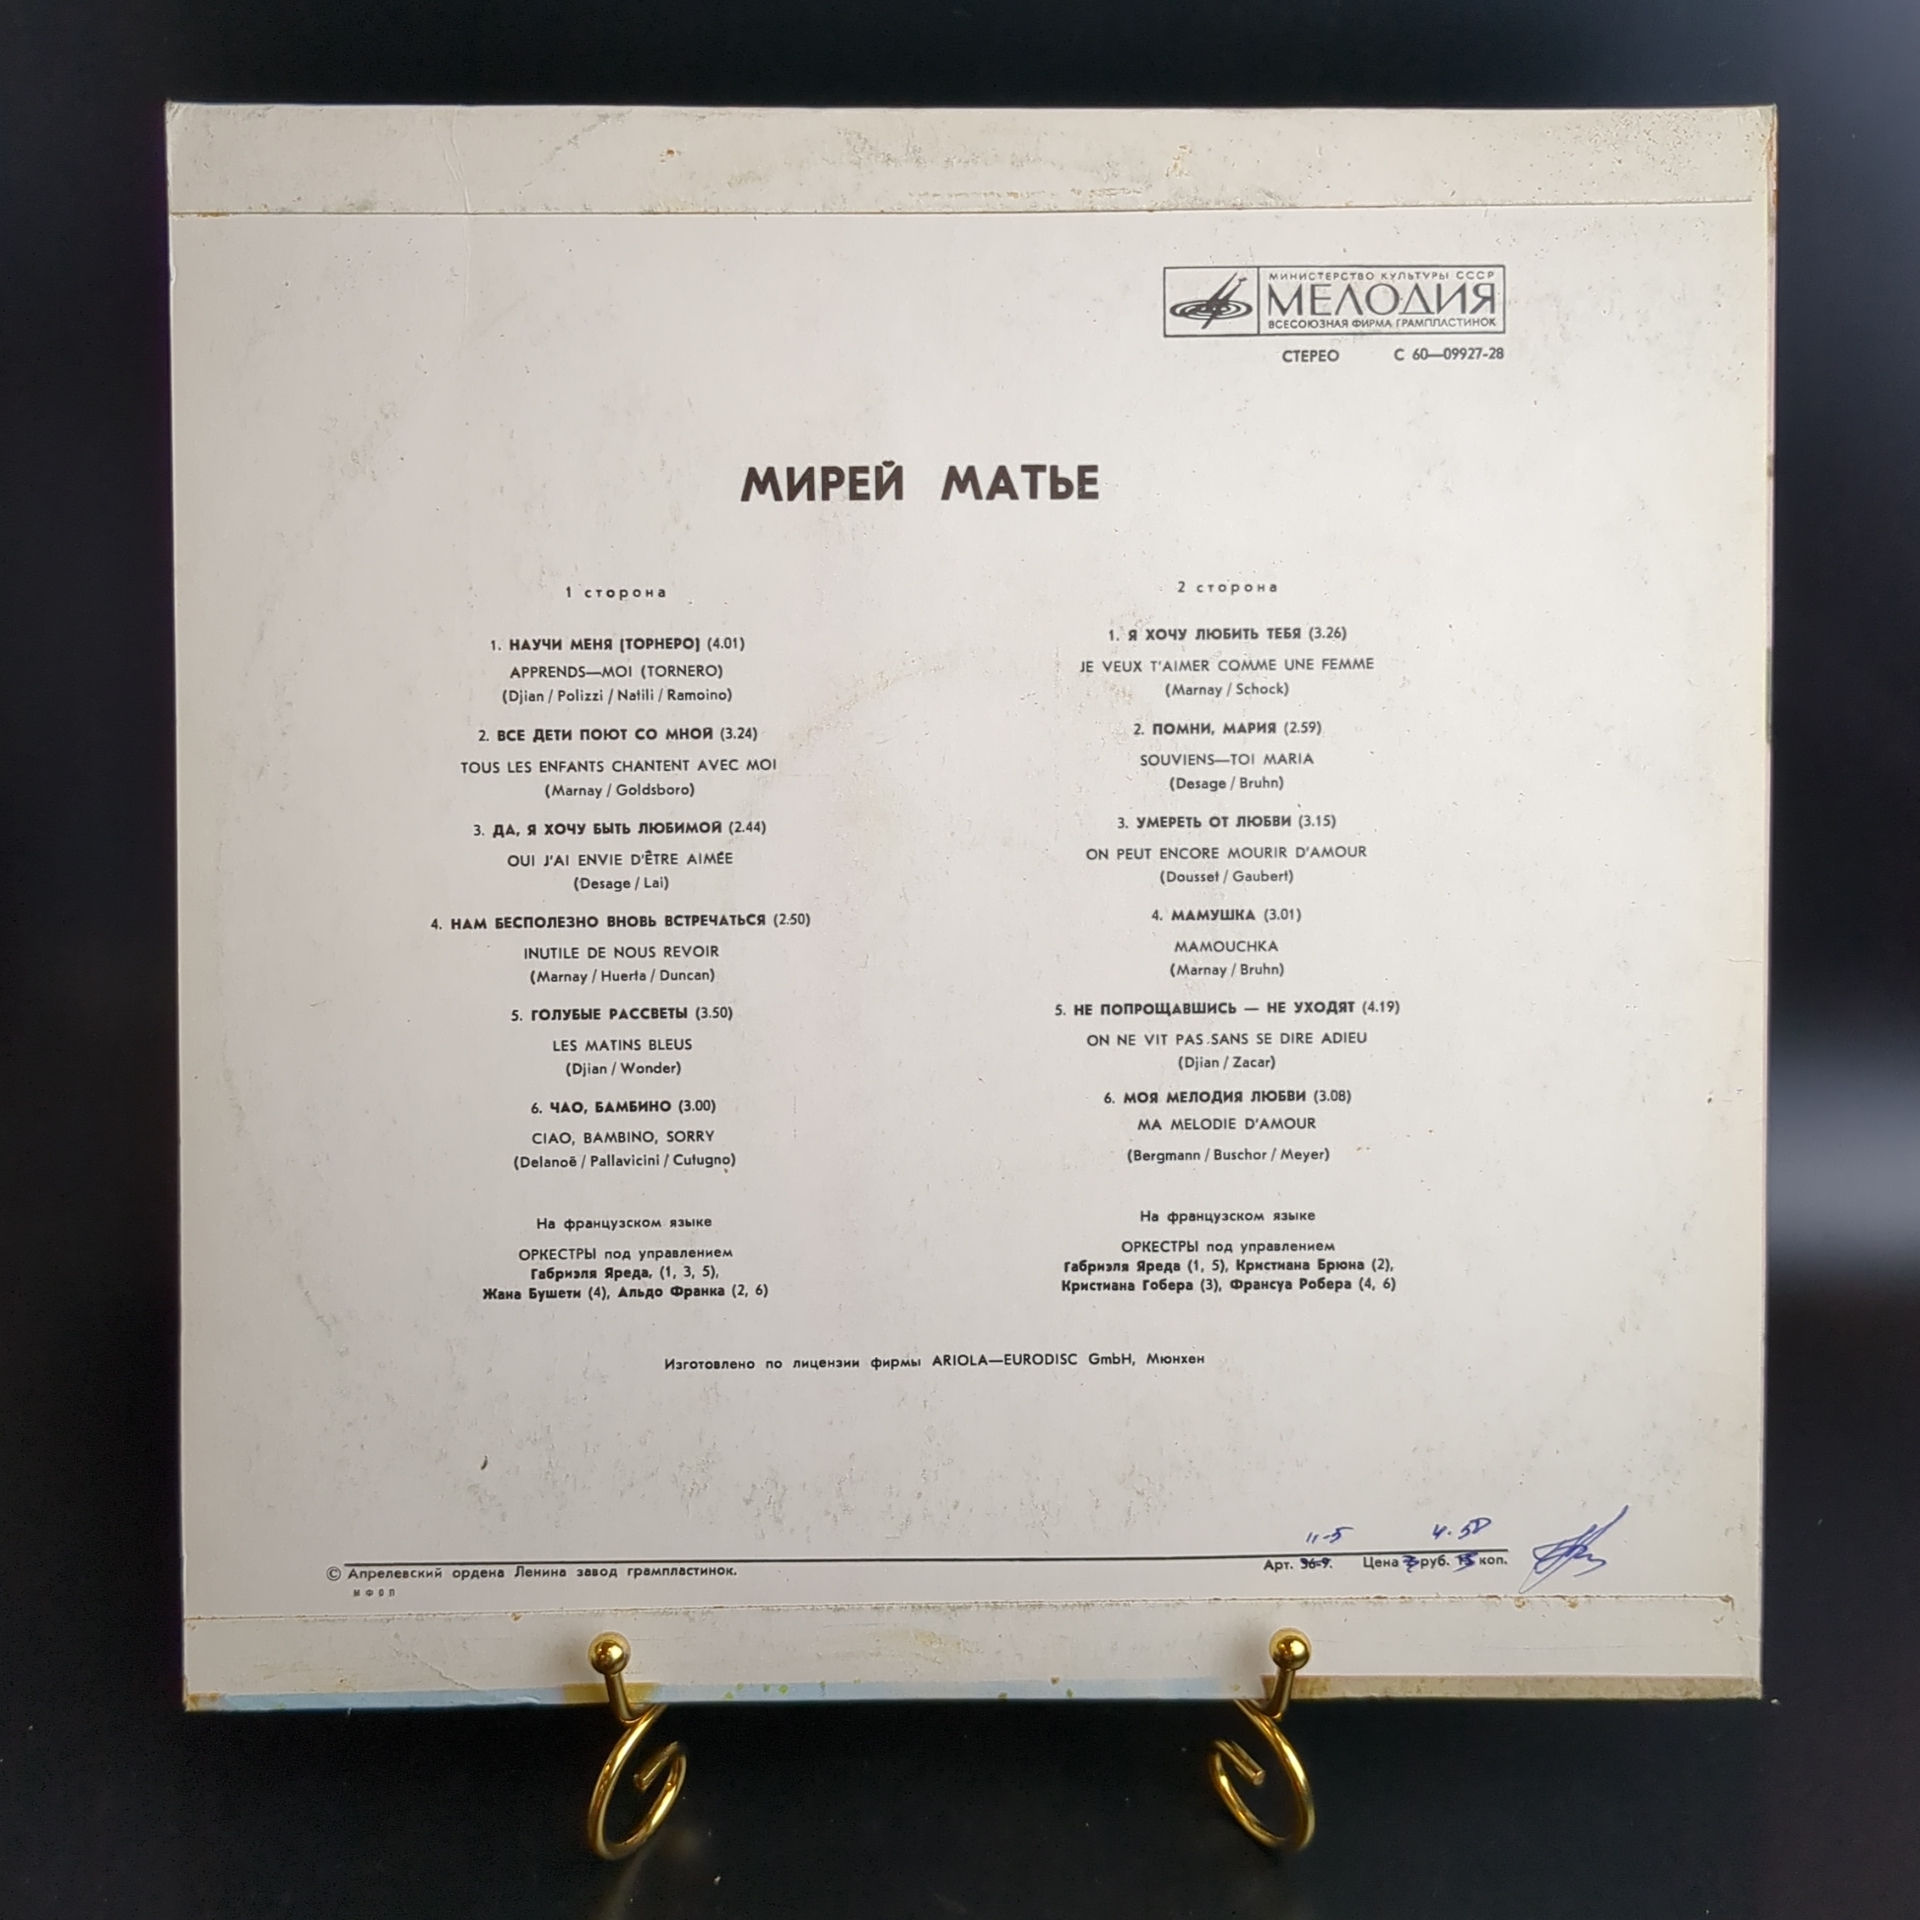 МИНИСТЕРСТВО КУЛЬТУРЫ СССР
МЕЛОДИЯ
ВСЕСОЮЗНАЯ ФИРМА ГРАМПЛАСТИНОК
СТЕРЕО С 60—09927-28
МИРЕЙ МАТЬЕ
1 сторона
1. НАУЧИ МЕНЯ [ТОРНЕРО] (4.01)
APPRENDS—MOI (TORNERO)
(Djian / Polizzi / Natili / Ramoino)
2. ВСЕ ДЕТИ ПОЮТ СО МНОЙ (3.24)
TOUS LES ENFANTS CHANTENT AVEC MOI
(Marnay / Goldsboro)
3. ДА, Я ХОЧУ БЫТЬ ЛЮБИМОЙ (2.44)
OUI J'AI ENVIE D'ÊTRE AIMÉE
(Desage / Lai)
4. НАМ БЕСПОЛЕЗНО ВНОВЬ ВСТРЕЧАТЬСЯ (2.50)
INUTILE DE NOUS REVOIR
(Marnay / Huerta / Duncan)
5. ГОЛУБЫЕ РАССВЕТЫ (3.50)
LES MATINS BLEUS
(Djian / Wonder)
6. ЧАО, БАМБИНО (3.00)
CIAO, BAMBINO, SORRY
(Delanoë / Pallavicini / Cutugno)
На французском языке
ОРКЕСТРЫ под управлением
Габриэля Яреда, (1, 3, 5),
Жана Бушети (4), Альдо Франка (2, 6)
2 сторона
1. Я ХОЧУ ЛЮБИТЬ ТЕБЯ (3.26)
JE VEUX T'AIMER COMME UNE FEMME
(Marnay / Schock)
2. ПОМНИ, МАРИЯ (2.59)
SOUVIENS—TOI MARIA
(Desage / Bruhn)
3. УМЕРЕТЬ ОТ ЛЮБВИ (3.15)
ON PEUT ENCORE MOURIR D'AMOUR
(Dousset / Gaubert)
4. МАМУШКА (3.01)
MAMOUCHKA
(Marnay / Bruhn)
5. НЕ ПОПРОЩАВШИСЬ — НЕ УХОДЯТ (4.19)
ON NE VIT PAS SANS SE DIRE ADIEU
(Djian / Zacar)
6. МОЯ МЕЛОДИЯ ЛЮБВИ (3.08)
MA MELODIE D'AMOUR
(Bergmann / Buschor / Meyer)
На французском языке
ОРКЕСТРЫ под управлением
Габриэля Яреда (1, 5), Кристиана Брюна (2),
Кристиана Гобера (3), Франсуа Робера (4, 6)
Изготовлено по лицензии фирмы ARIOLA—EURODISC GmbH, Мюнхен
11-5 4.50
© Апрелевский ордена Ленина завод грампластинок. Арт. 36-9. Цена руб. коп.
МФОП